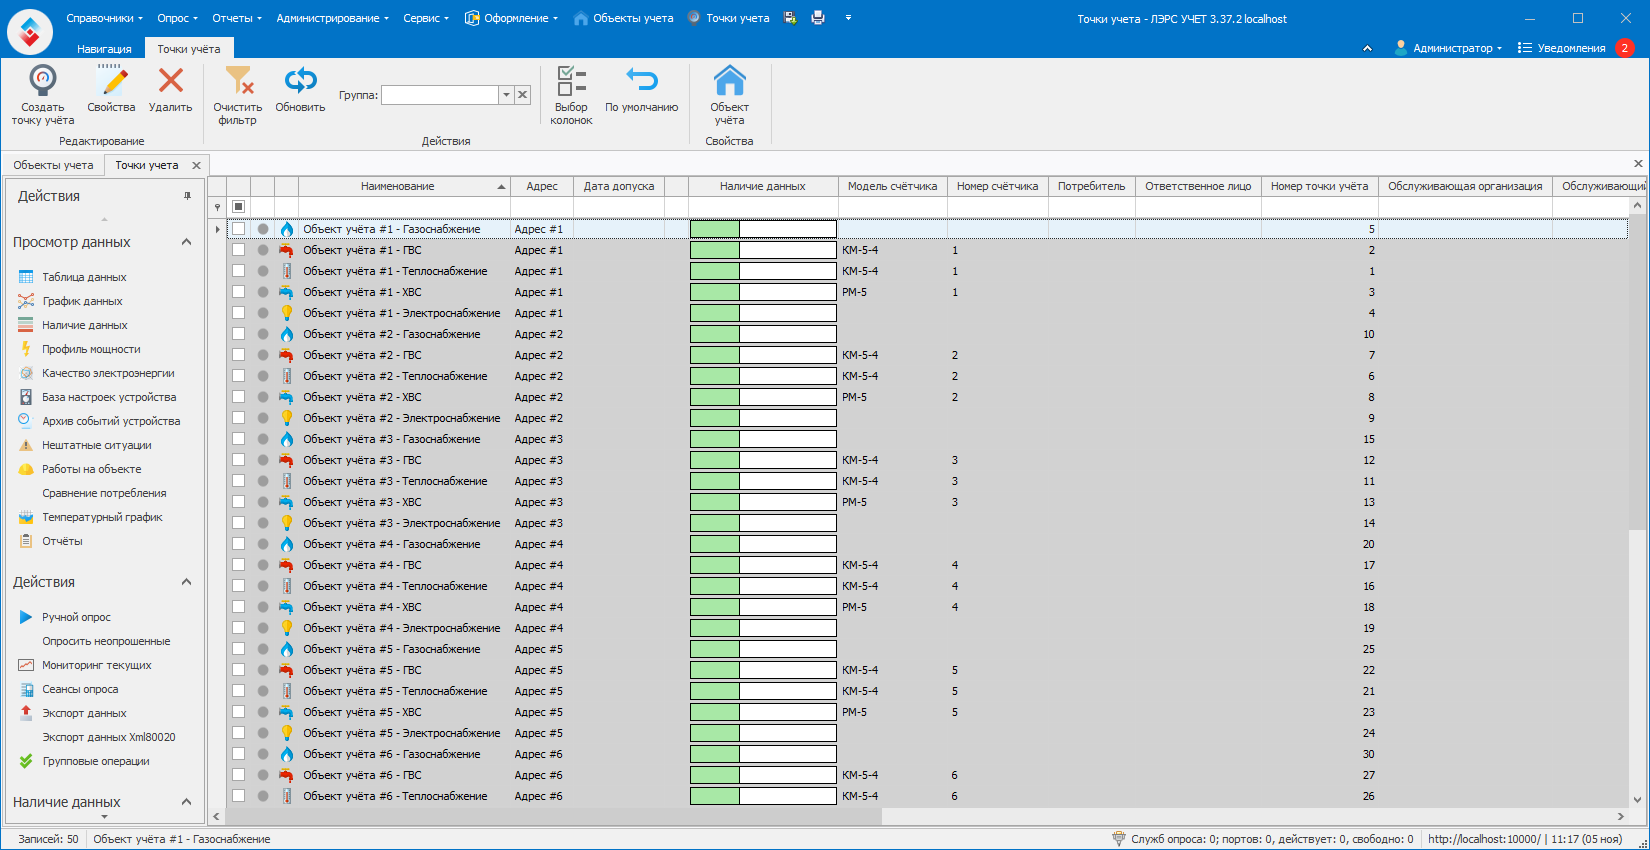 Справочники Опрос Отчеты Администрирование Сервис Оформление Объекты учета Точки учета Точки учета - ЛЭРС УЧЕТ 3.37.2 localhost
Навигация Точки учёта Администратор Уведомления 2
Создать точку учёта
Свойства
Удалить
Очистить фильтр
Обновить
Группа:
Выбор колонок
По умолчанию
Объект учёта
Редактирование Действия Свойства
Объекты учета Точки учета
Действия
Просмотр данных
Таблица данных
График данных
Наличие данных
Профиль мощности
Качество электроэнергии
База настроек устройства
Архив событий устройства
Нештатные ситуации
Работы на объекте
Сравнение потребления
Температурный график
Отчёты
Действия
Ручной опрос
Опросить неопрошенные
Мониторинг текущих
Сеансы опроса
Экспорт данных
Экспорт данных Xml80020
Групповые операции
Наличие данных
Наименование Адрес Дата допуска Наличие данных Модель счётчика Номер счётчика Потребитель Ответственное лицо Номер точки учёта Обслуживающая организация Обслуживающий
Объект учёта #1 - Газоснабжение Адрес #1 5
Объект учёта #1 - ГВС Адрес #1 КМ-5-4 1 2
Объект учёта #1 - Теплоснабжение Адрес #1 КМ-5-4 1 1
Объект учёта #1 - ХВС Адрес #1 РМ-5 1 3
Объект учёта #1 - Электроснабжение Адрес #1 4
Объект учёта #2 - Газоснабжение Адрес #2 10
Объект учёта #2 - ГВС Адрес #2 КМ-5-4 2 7
Объект учёта #2 - Теплоснабжение Адрес #2 КМ-5-4 2 6
Объект учёта #2 - ХВС Адрес #2 РМ-5 2 8
Объект учёта #2 - Электроснабжение Адрес #2 9
Объект учёта #3 - Газоснабжение Адрес #3 15
Объект учёта #3 - ГВС Адрес #3 КМ-5-4 3 12
Объект учёта #3 - Теплоснабжение Адрес #3 КМ-5-4 3 11
Объект учёта #3 - ХВС Адрес #3 РМ-5 3 13
Объект учёта #3 - Электроснабжение Адрес #3 14
Объект учёта #4 - Газоснабжение Адрес #4 20
Объект учёта #4 - ГВС Адрес #4 КМ-5-4 4 17
Объект учёта #4 - Теплоснабжение Адрес #4 КМ-5-4 4 16
Объект учёта #4 - ХВС Адрес #4 РМ-5 4 18
Объект учёта #4 - Электроснабжение Адрес #4 19
Объект учёта #5 - Газоснабжение Адрес #5 25
Объект учёта #5 - ГВС Адрес #5 КМ-5-4 5 22
Объект учёта #5 - Теплоснабжение Адрес #5 КМ-5-4 5 21
Объект учёта #5 - ХВС Адрес #5 РМ-5 5 23
Объект учёта #5 - Электроснабжение Адрес #5 24
Объект учёта #6 - Газоснабжение Адрес #6 30
Объект учёта #6 - ГВС Адрес #6 КМ-5-4 6 27
Объект учёта #6 - Теплоснабжение Адрес #6 КМ-5-4 6 26
Записей: 50 Объект учёта #1 - Газоснабжение Служб опроса: 0; портов: 0, действует: 0, свободно: 0 http://localhost:10000/ | 11:17 (05 ноя)